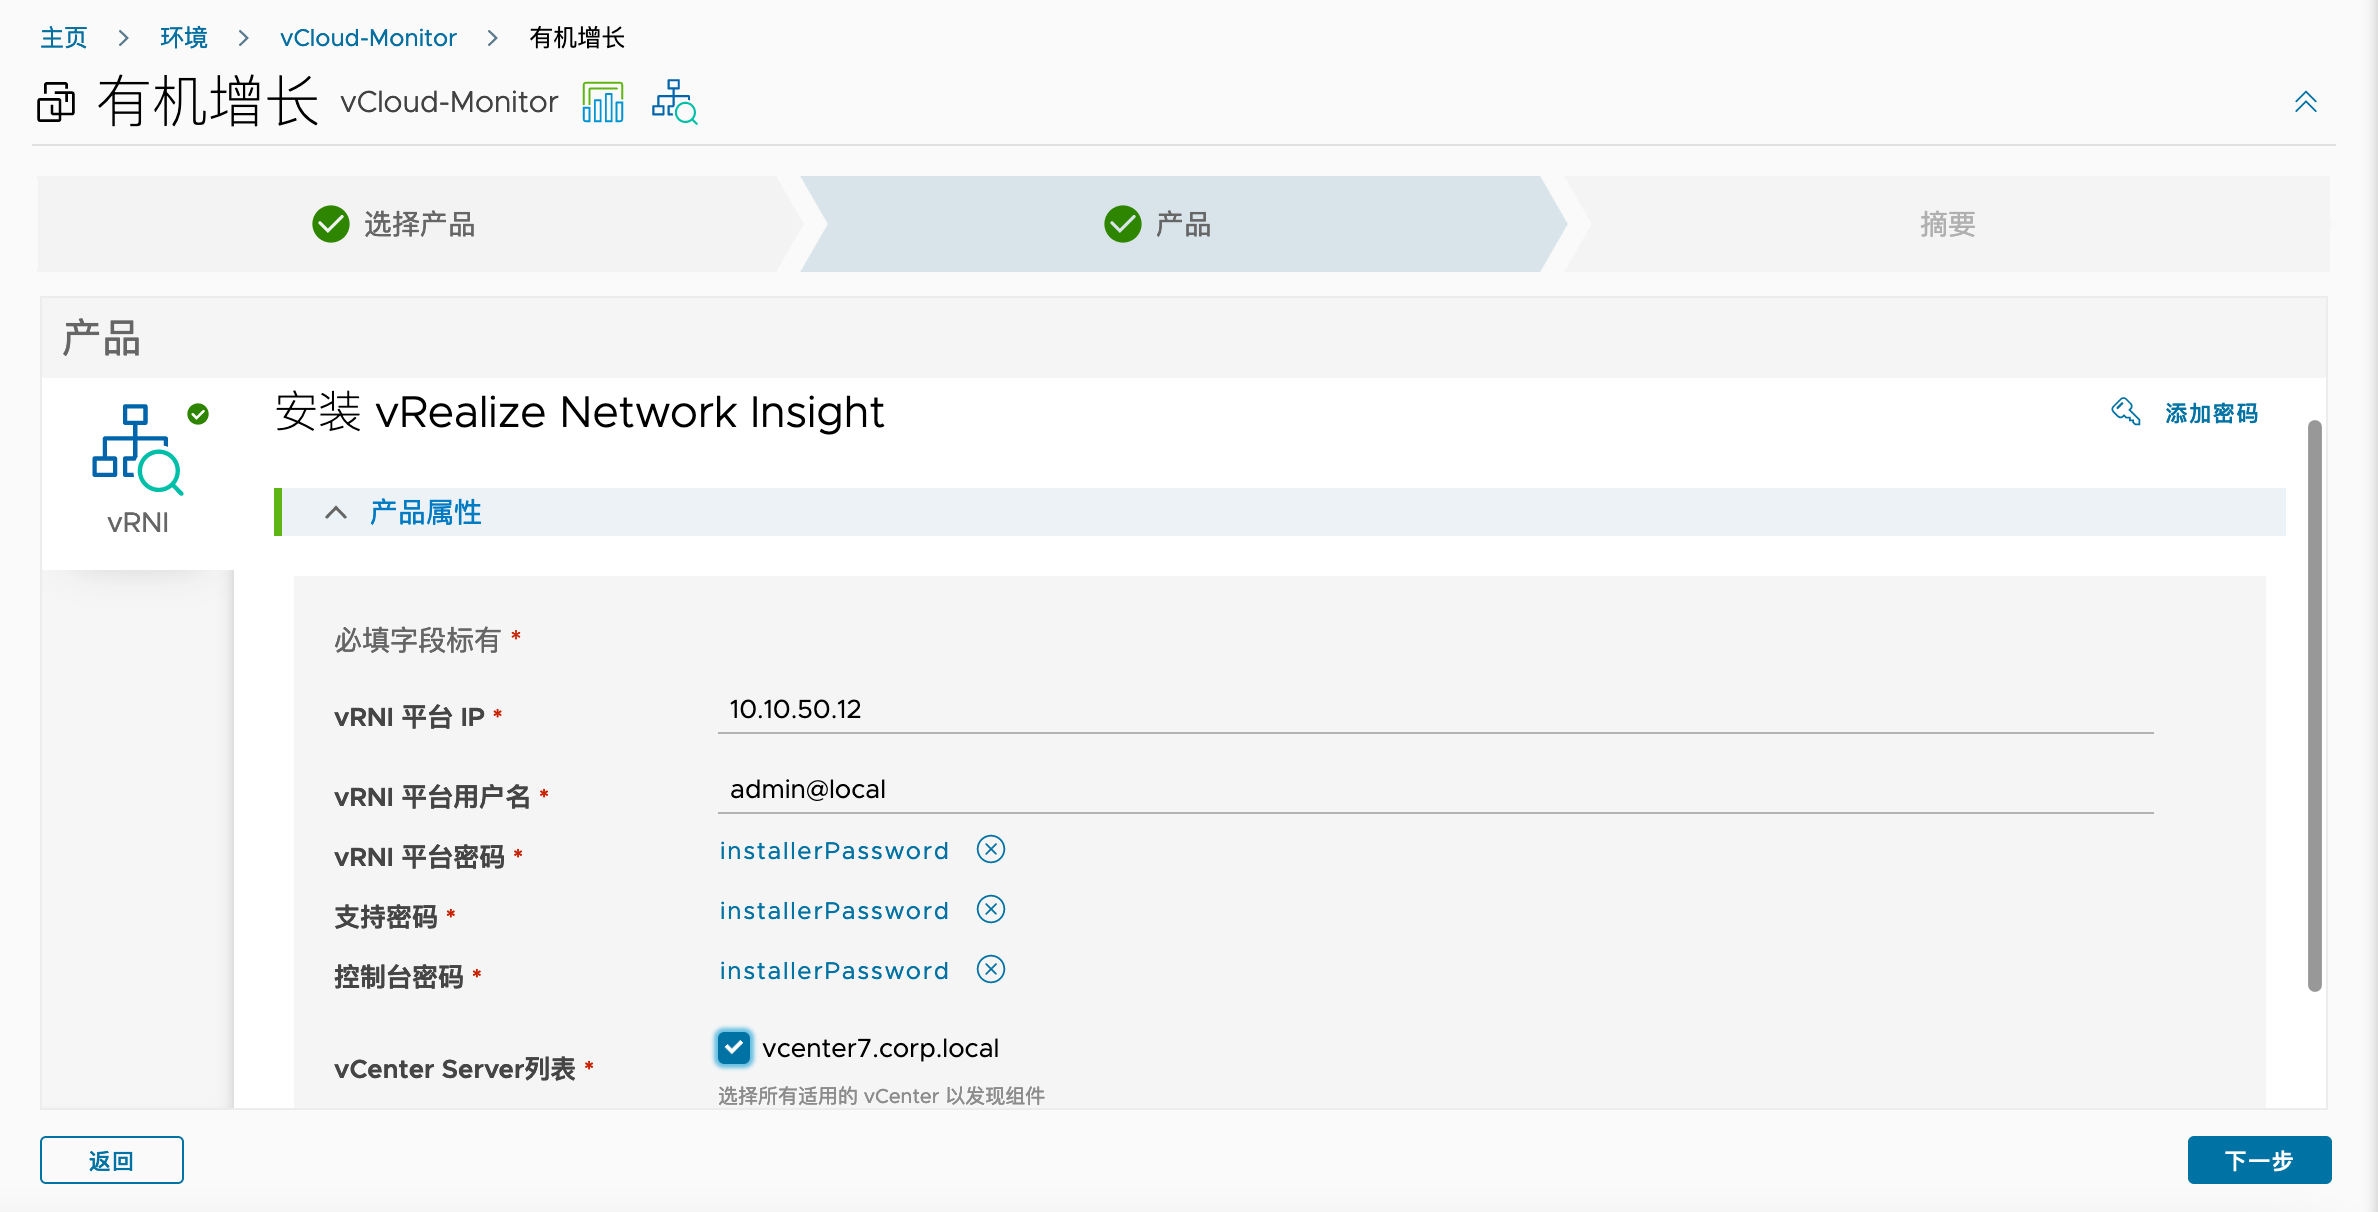 主页 > 环境 > vCloud-Monitor > 有机增长
有机增长 vCloud-Monitor
选择产品
产品
摘要
产品
vRNI
安装 vRealize Network Insight
添加密码
产品属性
必填字段标有 *
vRNI 平台 IP * 10.10.50.12
vRNI 平台用户名 * admin@local
vRNI 平台密码 * installerPassword
支持密码 * installerPassword
控制台密码 * installerPassword
vCenter Server列表 * vcenter7.corp.local
选择所有适用的 vCenter 以发现组件
返回
下一步